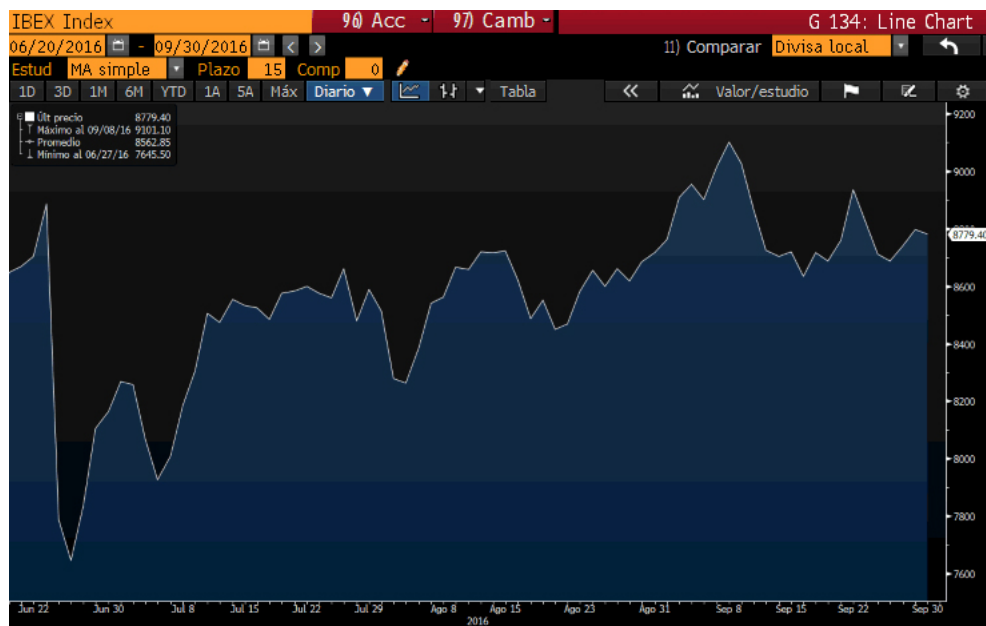 IBEX Index 96) Acc 97) Camb G 134: Line Chart
06/20/2016 - 09/30/2016 < > 11) Comparar Divisa local
Estud MA simple Plazo 15 Comp 0
1D 3D 1M 6M YTD 1A 5A Máx Diario ▼ Tabla << Valor/estudio
Últ precio 8779.40
Máximo al 09/08/16 9101.10
Promedio 8562.85
Mínimo al 06/27/16 7645.50
9200
9000
8779.40
8600
8400
8200
8000
7800
7600
Jun 22 Jun 30 Jul 8 Jul 15 Jul 22 Jul 29 Ago 8 Ago 15 Ago 23 Ago 31 Sep 8 Sep 15 Sep 22 Sep 30
2016